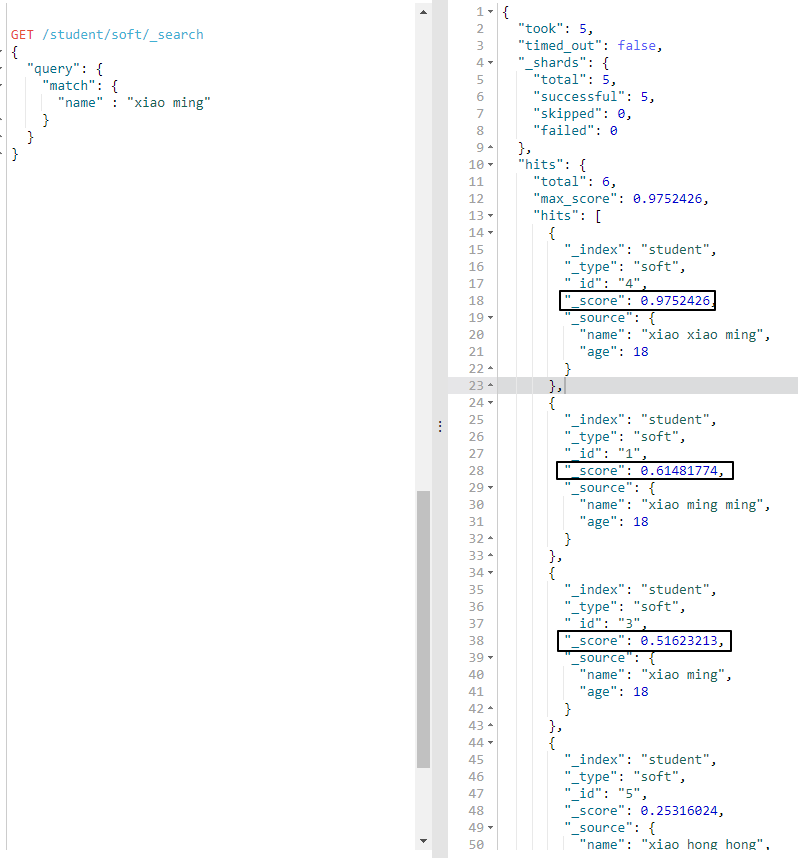 GET /student/soft/_search
{
  "query": {
    "match": {
      "name" : "xiao ming"
    }
  }
}
1 {
2   "took": 5,
3   "timed_out": false,
4   "_shards": {
5     "total": 5,
6     "successful": 5,
7     "skipped": 0,
8     "failed": 0
9   },
10   "hits": {
11     "total": 6,
12     "max_score": 0.9752426,
13     "hits": [
14       {
15         "_index": "student",
16         "_type": "soft",
17         "_id": "4",
18         "_score": 0.9752426,
19         "_source": {
20           "name": "xiao xiao ming",
21           "age": 18
22         }
23       },
24       {
25         "_index": "student",
26         "_type": "soft",
27         "_id": "1",
28         "_score": 0.61481774,
29         "_source": {
30           "name": "xiao ming ming",
31           "age": 18
32         }
33       },
34       {
35         "_index": "student",
36         "_type": "soft",
37         "_id": "3",
38         "_score": 0.51623213,
39         "_source": {
40           "name": "xiao ming",
41           "age": 18
42         }
43       },
44       {
45         "_index": "student",
46         "_type": "soft",
47         "_id": "5",
48         "_score": 0.25316024,
49         "_source": {
50           "name": "xiao hong hong",